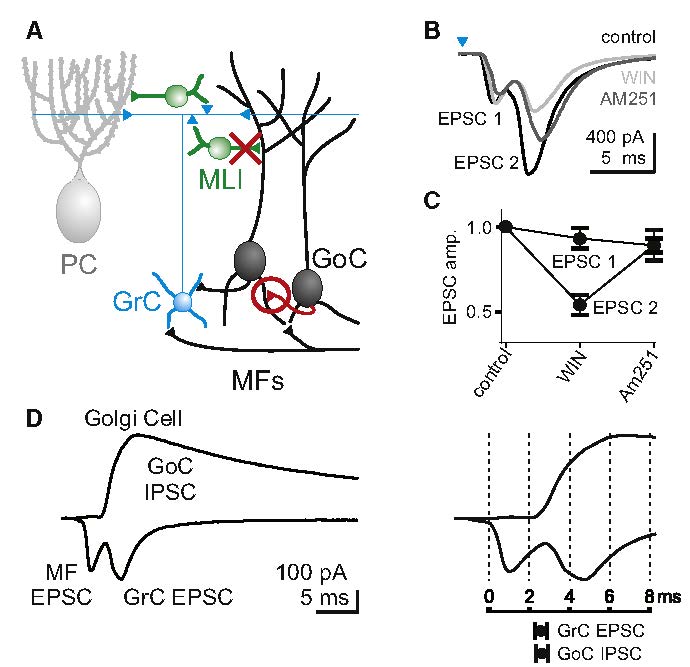 A
PC
MLI
GrC
GoC
MFs
B
control
WIN
AM251
EPSC 1
EPSC 2
400 pA
5 ms
C
EPSC amp.
1.0
0.5
EPSC 1
EPSC 2
control
WIN
Am251
D
Golgi Cell
GoC
IPSC
MF
EPSC
GrC EPSC
100 pA
5 ms
0 2 4 6 8 ms
GrC EPSC
GoC IPSC